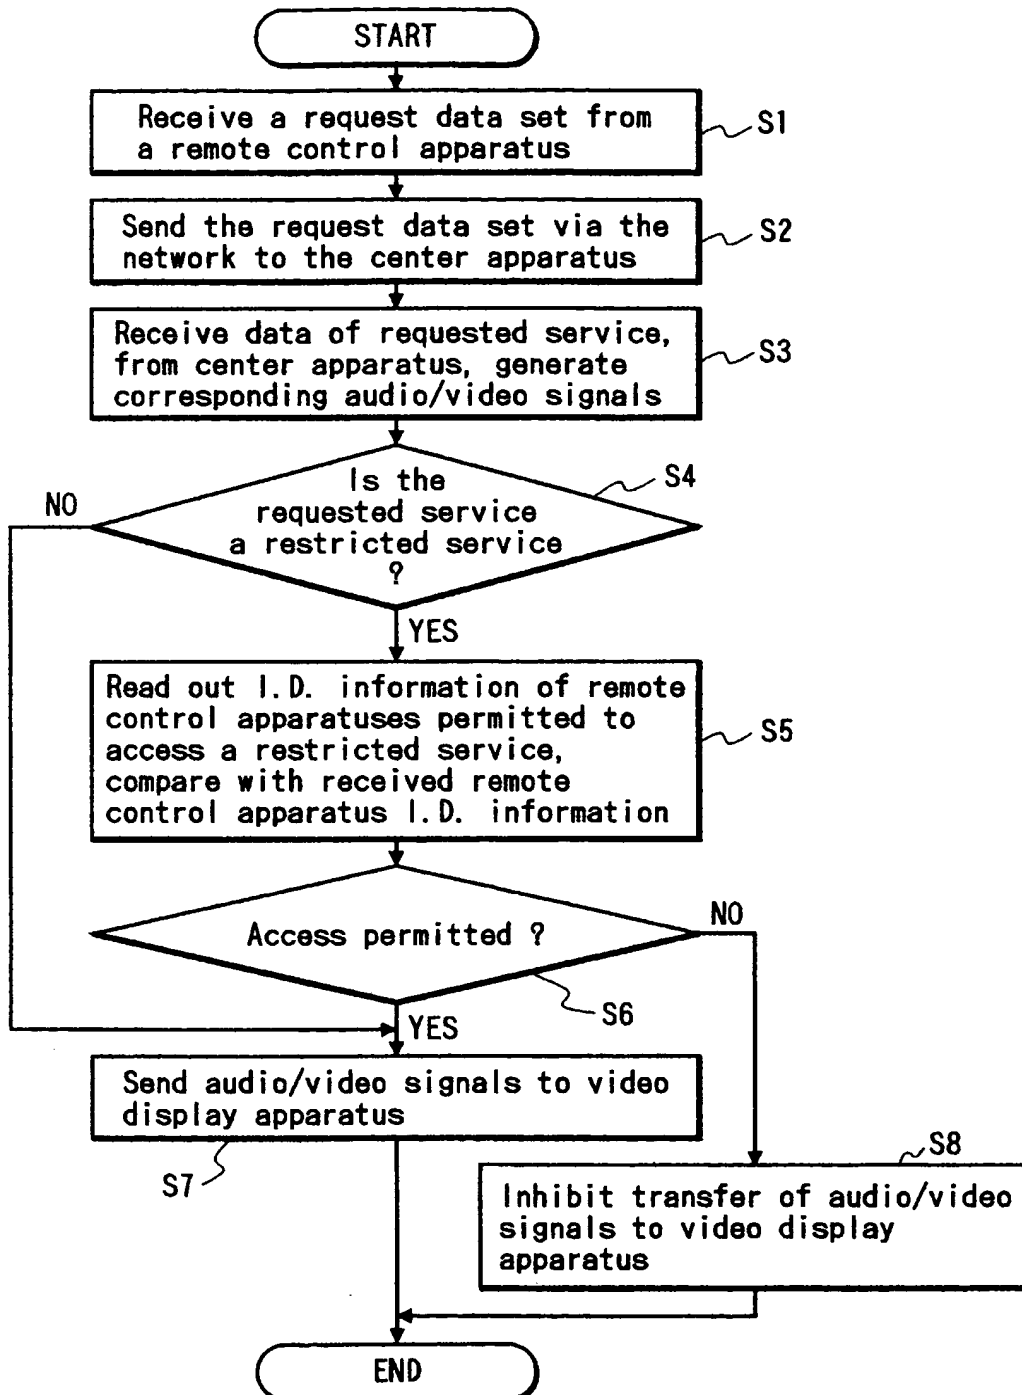 START
Receive a request data set from
a remote control apparatus
S1
Send the request data set via the
network to the center apparatus
S2
Receive data of requested service,
from center apparatus, generate
corresponding audio/video signals
S3
Is the
requested service
a restricted service
?
S4
NO
YES
Read out I.D. information of remote
control apparatuses permitted to
access a restricted service,
compare with received remote
control apparatus I.D. information
S5
Access permitted ?
NO
S6
YES
Send audio/video signals to video
display apparatus
S7
S8
Inhibit transfer of audio/video
signals to video display
apparatus
END